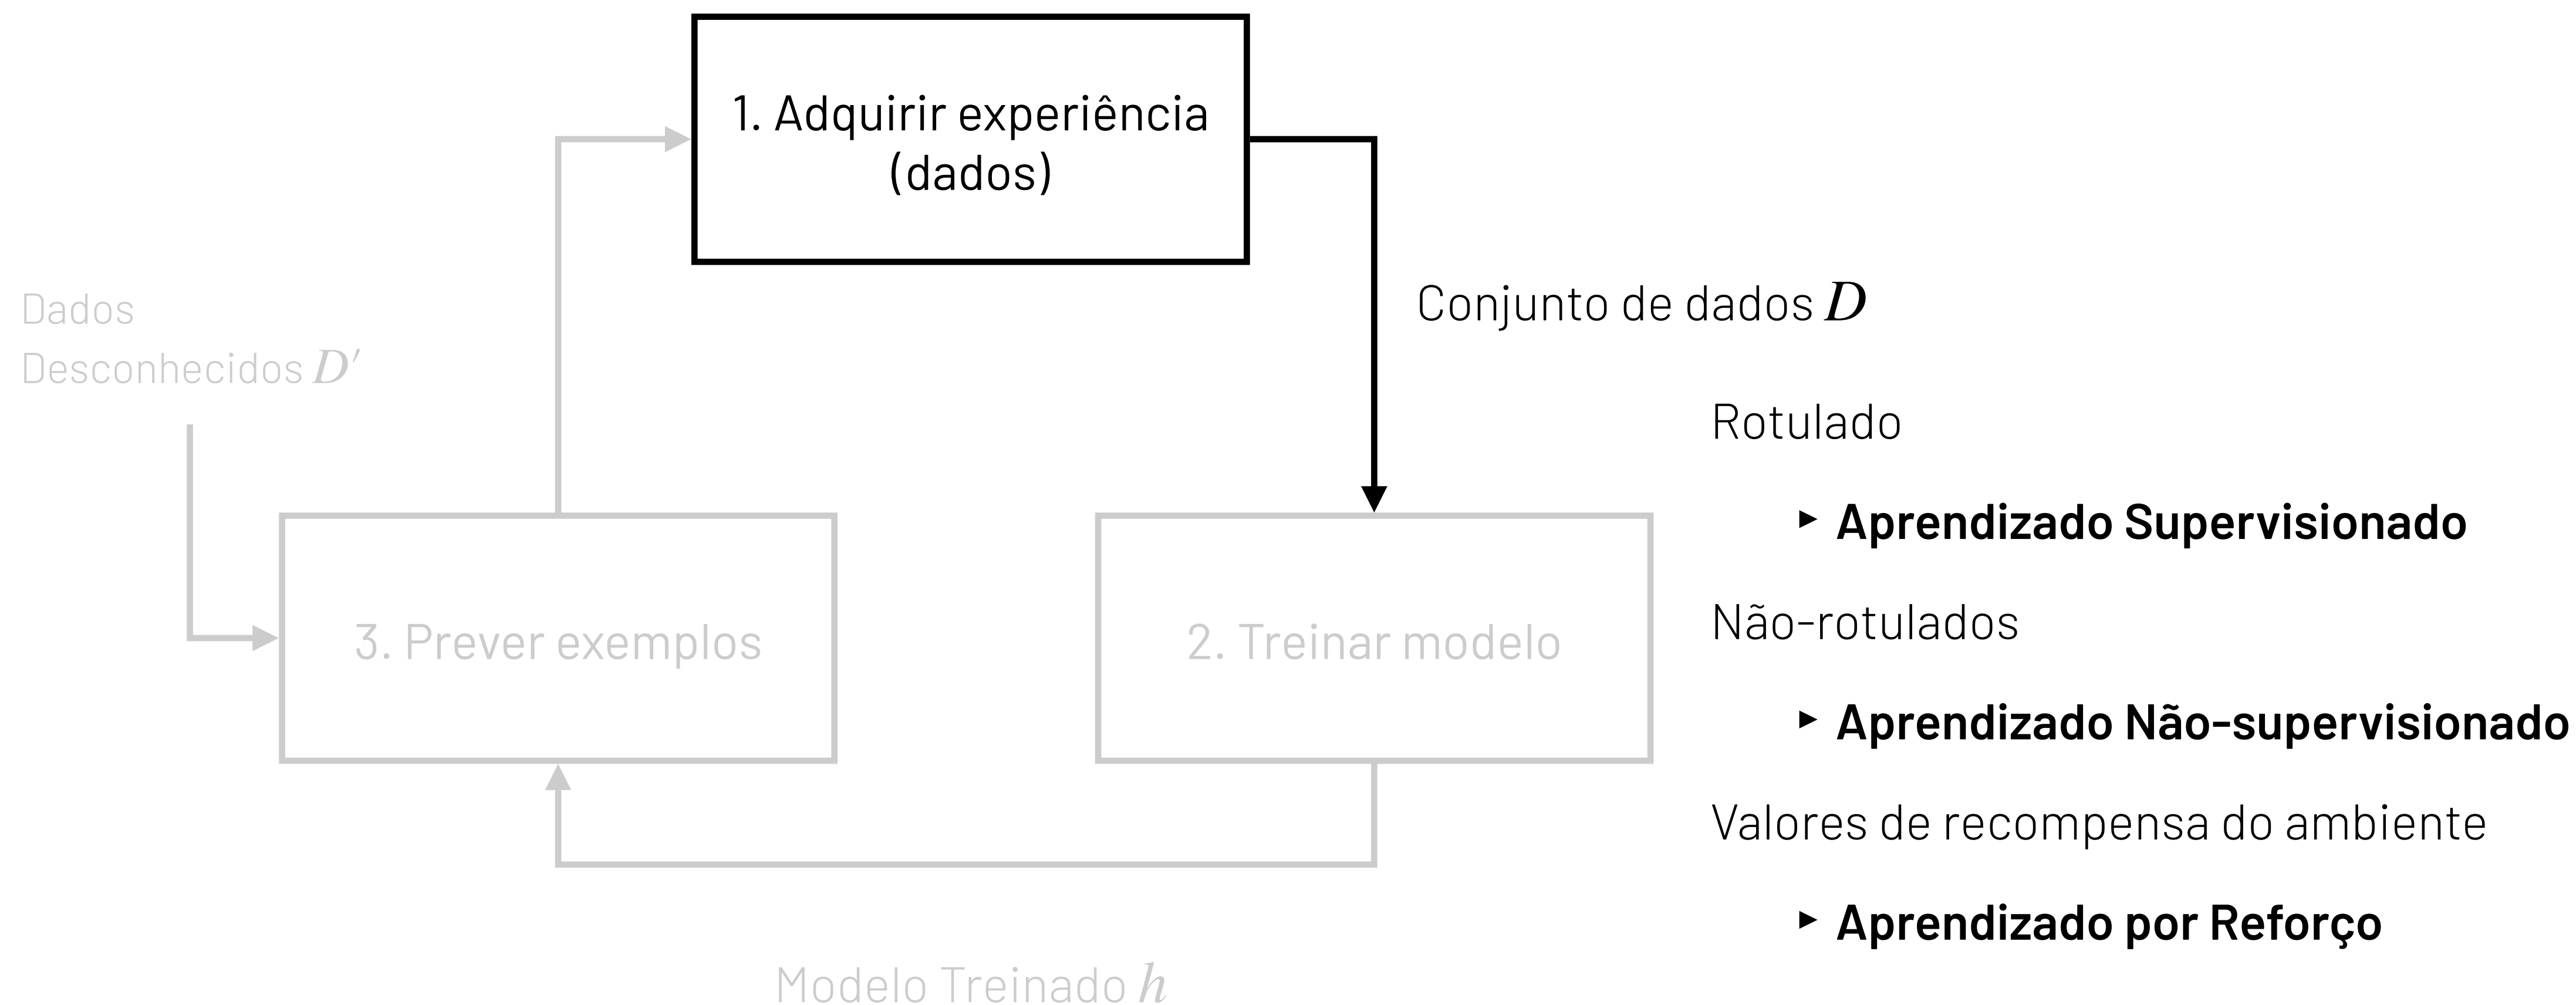 1. Adquirir experiência
(dados)
Conjunto de dados D
Dados
Desconhecidos D′
Rotulado
▸ Aprendizado Supervisionado
3. Prever exemplos
2. Treinar modelo
Não-rotulados
▸ Aprendizado Não-supervisionado
Valores de recompensa do ambiente
▸ Aprendizado por Reforço
Modelo Treinado h